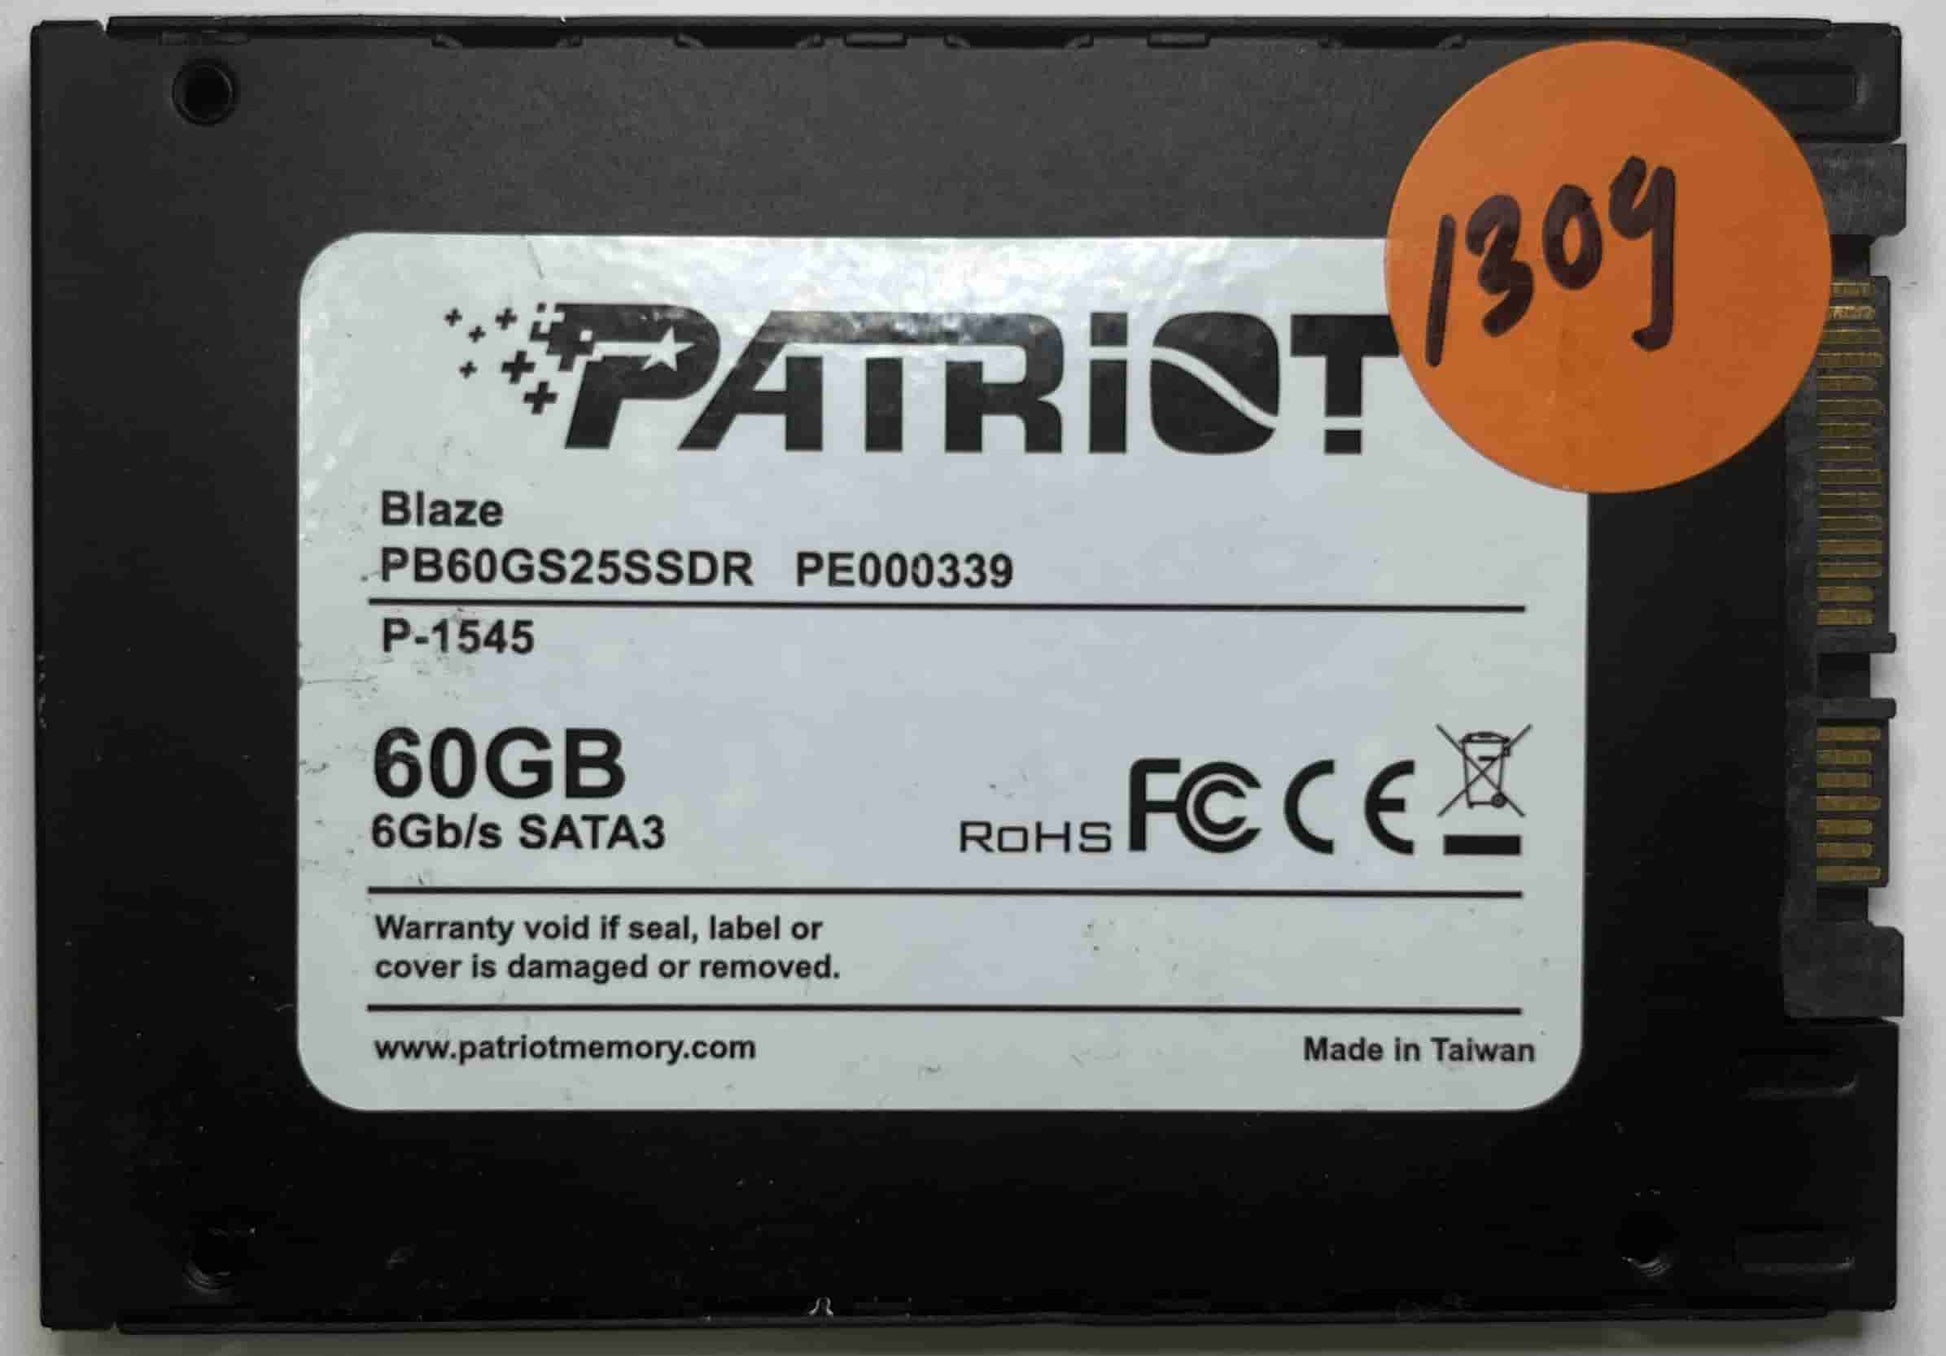 1309
PATRiOT
Blaze
PB60GS25SSDR PE000339
P-1545
60GB
6Gb/s SATA3
RoHS FC CE
Warranty void if seal, label or
cover is damaged or removed.
www.patriotmemory.com Made in Taiwan